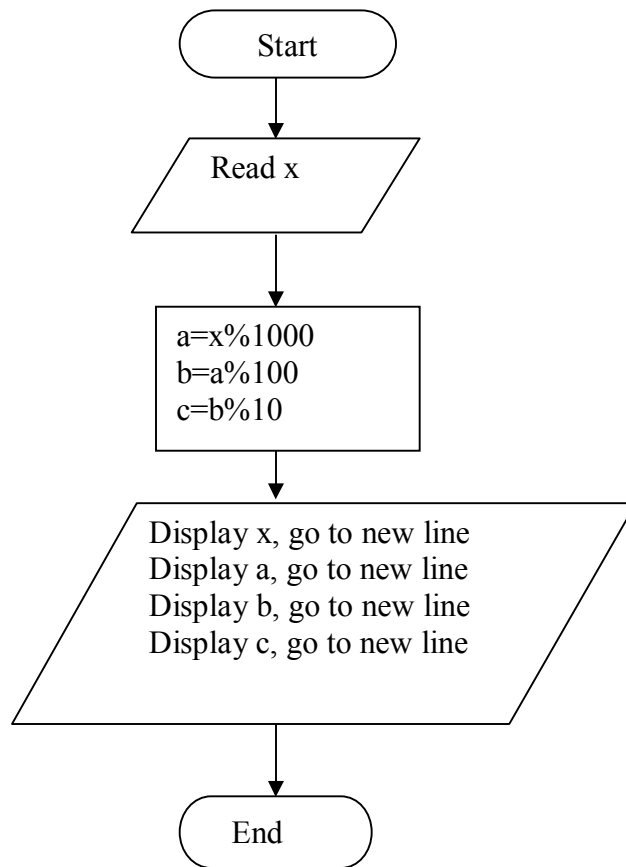 Start
Read x
a=x%1000
b=a%100
c=b%10
Display x, go to new line
Display a, go to new line
Display b, go to new line
Display c, go to new line
End